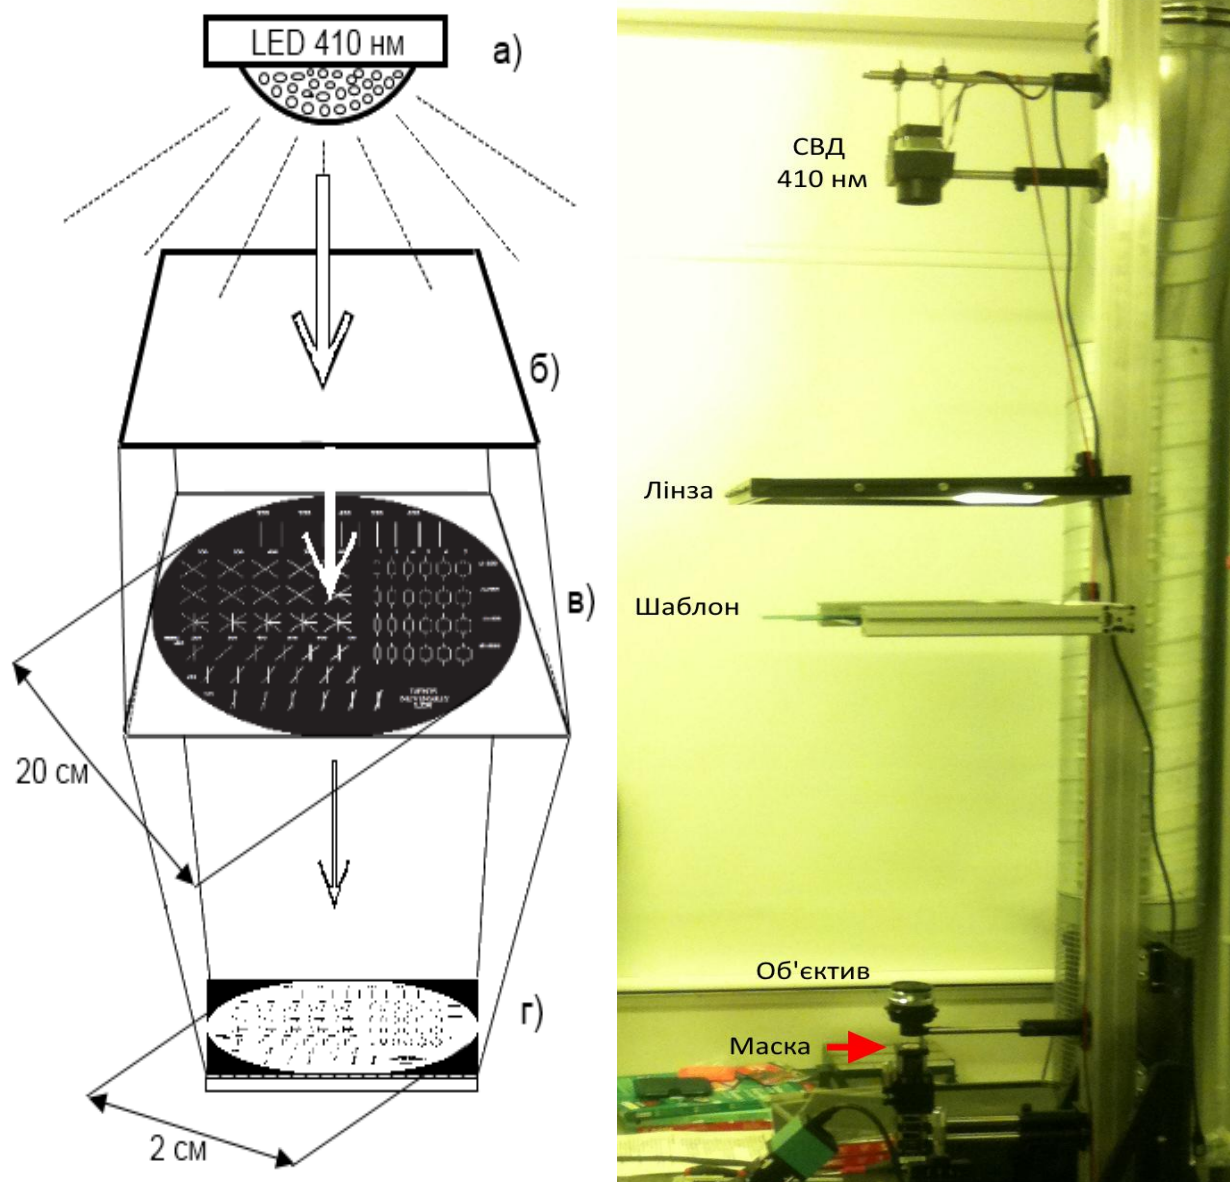 LED 410 нм
а)
б)
в)
20 см
г)
2 см
СВД
410 нм
Лінза
Шаблон
Об'єктив
Маска